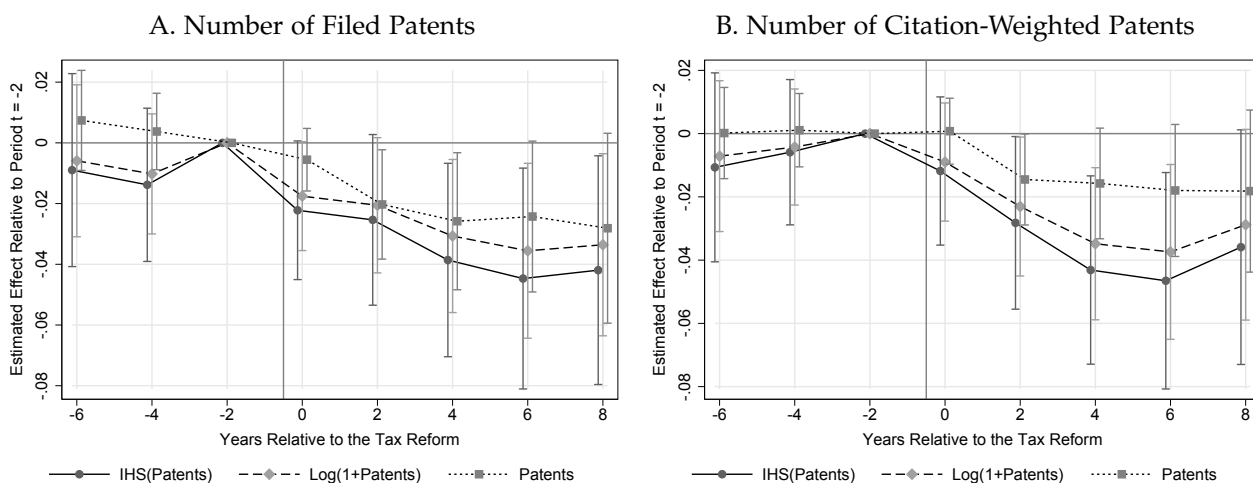 A. Number of Filed Patents
Estimated Effect Relative to Period t = -2
.02
0
-.02
-.04
-.06
-.08
-6 -4 -2 0 2 4 6 8
Years Relative to the Tax Reform
IHS(Patents) Log(1+Patents) Patents
B. Number of Citation-Weighted Patents
Estimated Effect Relative to Period t = -2
.02
0
-.02
-.04
-.06
-.08
-6 -4 -2 0 2 4 6 8
Years Relative to the Tax Reform
IHS(Patents) Log(1+Patents) Patents